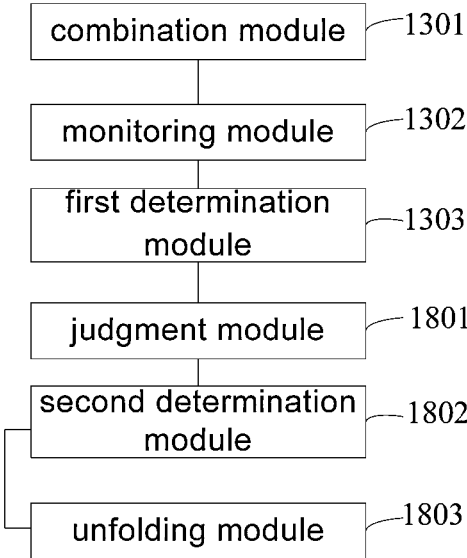 combination module 1301
monitoring module 1302
first determination
module 1303
judgment module 1801
second determination
module 1802
unfolding module 1803